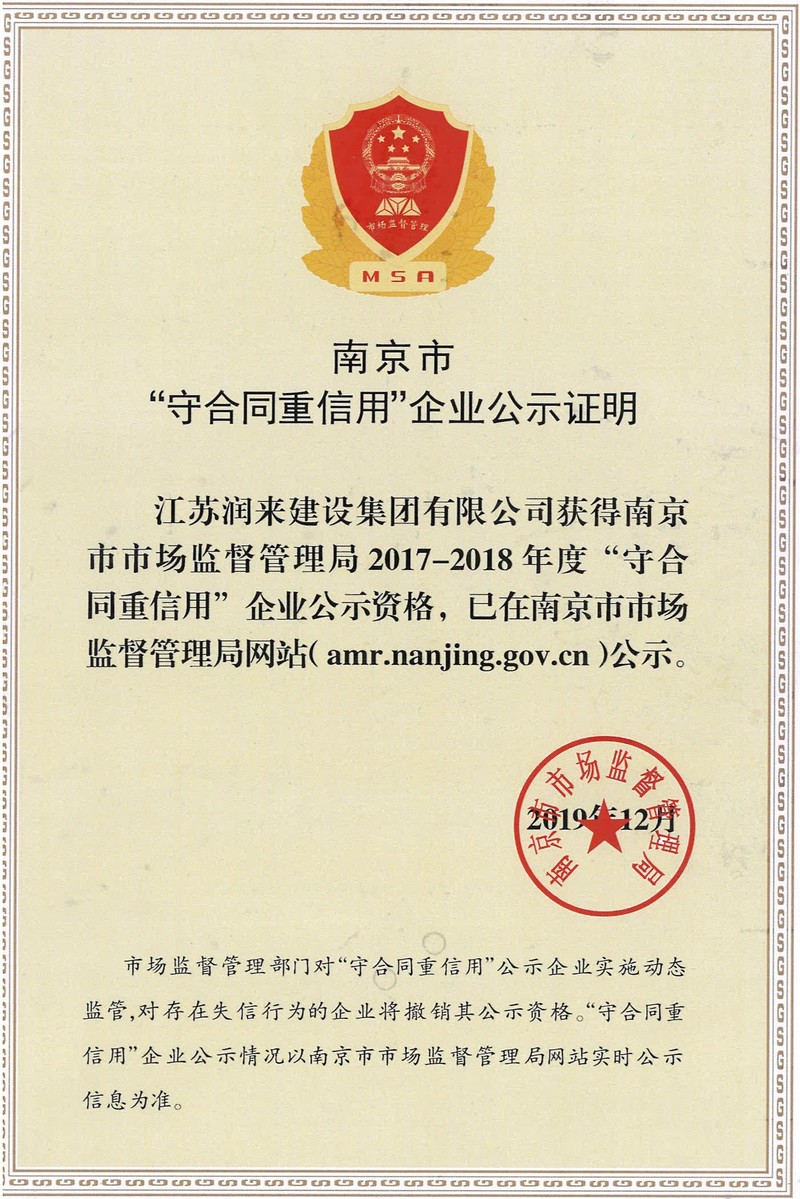 市场监督管理
MSA
南京市
“守合同重信用”企业公示证明
江苏润来建设集团有限公司获得南京
市市场监督管理局2017-2018年度“守合
同重信用”企业公示资格，已在南京市市场
监督管理局网站(amr.nanjing.gov.cn)公示。
南京市市场监督管理局
2019年12月
市场监督管理部门对“守合同重信用”公示企业实施动态
监管,对存在失信行为的企业将撤销其公示资格。“守合同重
信用”企业公示情况以南京市市场监督管理局网站实时公示
信息为准。